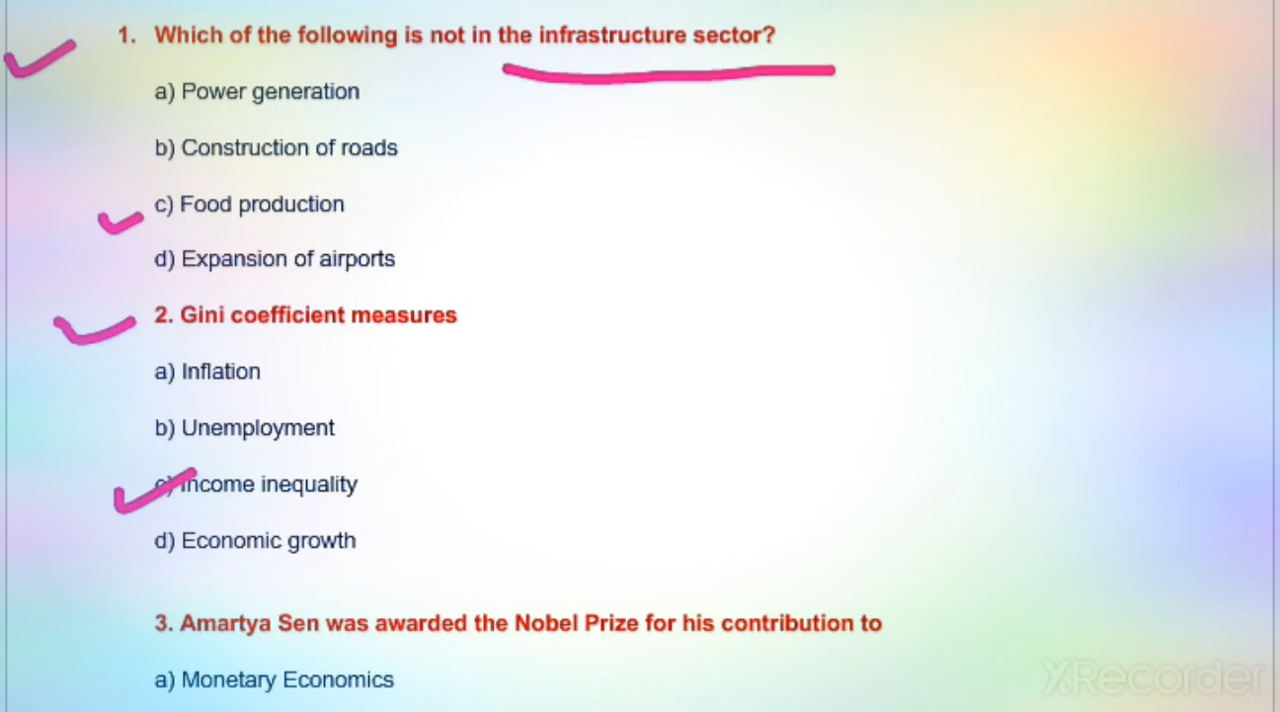 1. Which of the following is not in the infrastructure sector?
a) Power generation
b) Construction of roads
c) Food production
d) Expansion of airports
2. Gini coefficient measures
a) Inflation
b) Unemployment
c) Income inequality
d) Economic growth
3. Amartya Sen was awarded the Nobel Prize for his contribution to
a) Monetary Economics
XRecorder